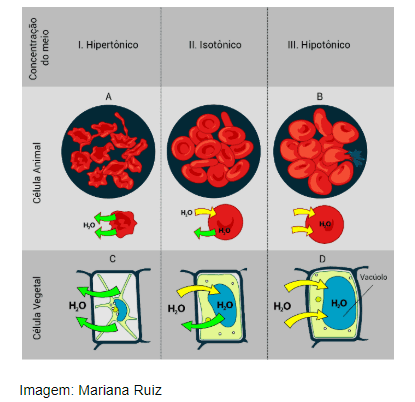 Concentração
do meio
I. Hipertônico
II. Isotônico
III. Hipotônico
Célula Animal
A
B
H₂O
H₂O
H₂O
H₂O
Célula Vegetal
C
D
H₂O
H₂O
H₂O
H₂O
H₂O
Vacúolo
Imagem: Mariana Ruiz